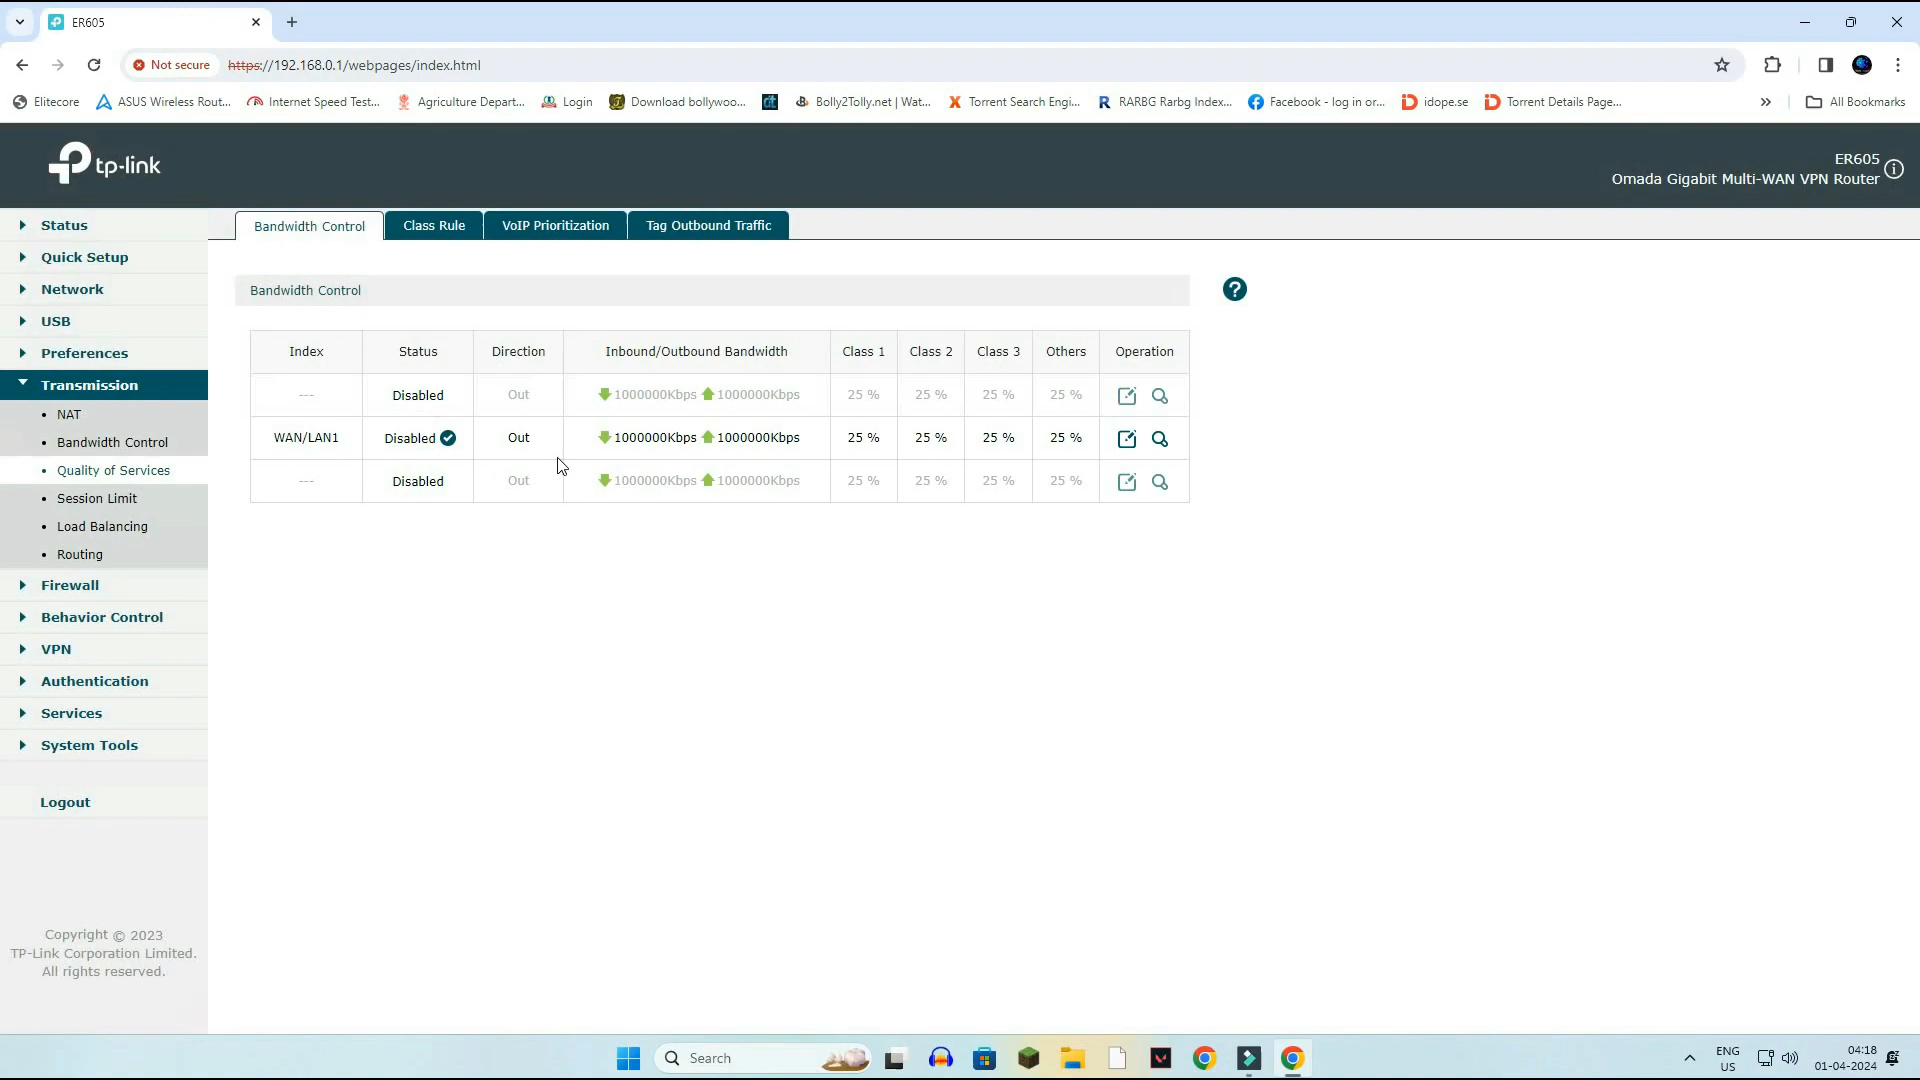 ER605
Not secure https://192.168.0.1/webpages/index.html
Elitecore ASUS Wireless Rout... Internet Speed Test... Agriculture Depart... Login Download bollywoo... Bolly2Tolly.net | Wat... Torrent Search Engi... RARBG Rarbg Index... Facebook - log in or... idope.se Torrent Details Page... » All Bookmarks
tp-link
ER605
Omada Gigabit Multi-WAN VPN Router
Status
Quick Setup
Network
USB
Preferences
Transmission
NAT
Bandwidth Control
Quality of Services
Session Limit
Load Balancing
Routing
Firewall
Behavior Control
VPN
Authentication
Services
System Tools
Logout
Copyright © 2023
TP-Link Corporation Limited.
All rights reserved.
Bandwidth Control Class Rule VoIP Prioritization Tag Outbound Traffic
Bandwidth Control
Index Status Direction Inbound/Outbound Bandwidth Class 1 Class 2 Class 3 Others Operation
--- Disabled Out 1000000Kbps 1000000Kbps 25 % 25 % 25 % 25 %
WAN/LAN1 Disabled Out 1000000Kbps 1000000Kbps 25 % 25 % 25 % 25 %
--- Disabled Out 1000000Kbps 1000000Kbps 25 % 25 % 25 % 25 %
Search
ENG
US
04:18
01-04-2024